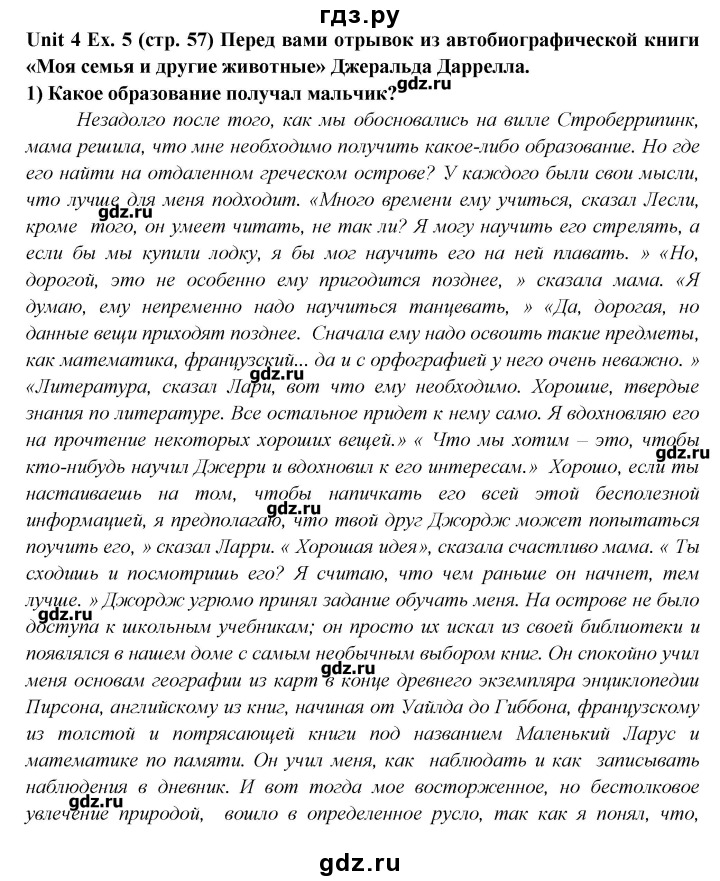 гдз.ру
Unit 4 Ex. 5 (стр. 57) Перед вами отрывок из автобиографической книги
«Моя семья и другие животные» Джеральда Даррелла.
1) Какое образование получал мальчик?
gdz.ru
Незадолго после того, как мы обосновались на вилле Строберрипинк,
мама решила, что мне необходимо получить какое-либо образование. Но где
его найти на отдаленном греческом острове? У каждого были свои мысли,
что лучше для меня подходит. «Много времени ему учиться, сказал Лесли,
gdz.ru
кроме того, он умеет читать, не так ли? Я могу научить его стрелять, а
если бы мы купили лодку, я бы мог научить его на ней плавать. » «Но,
дорогой, это не особенно ему пригодится позднее, » сказала мама. «Я
думаю, ему непременно надо научиться танцевать, » «Да, дорогая, но
данные вещи приходят позднее. Сначала ему надо освоить такие предметы,
как математика, французский... да и с орфографией у него очень неважно. »
gdz.ru
«Литература, сказал Лари, вот что ему необходимо. Хорошие, твердые
знания по литературе. Все остальное придет к нему само. Я вдохновляю его
на прочтение некоторых хороших вещей.» « Что мы хотим – это, чтобы
gdz.ru
кто-нибудь научил Джерри и вдохновил к его интересам.» Хорошо, если ты
настаиваешь на том, чтобы напичкать его всей этой бесполезной
gdz.ru
информацией, я предполагаю, что твой друг Джордж может попытаться
поучить его, » сказал Ларри. « Хорошая идея», сказала счастливо мама. « Ты
сходишь и посмотришь его? Я считаю, что чем раньше он начнет, тем
лучше. » Джордж угрюмо принял задание обучать меня. На острове не было
gdz.ru
доступа к школьным учебникам; он просто их искал из своей библиотеки и
появлялся в нашем доме с самым необычным выбором книг. Он спокойно учил
gdz.ru
меня основам географии из карт в конце древнего экземпляра энциклопедии
Пирсона, английскому из книг, начиная от Уайлда до Гиббона, французскому
из толстой и потрясающей книги под названием Маленький Ларус и
математике по памяти. Он учил меня, как наблюдать и как записывать
наблюдения в дневник. И вот тогда мое восторженное, но бестолковое
gdz.ru
увлечение природой, вошло в определенное русло, так как я понял, что,
gdz.ru